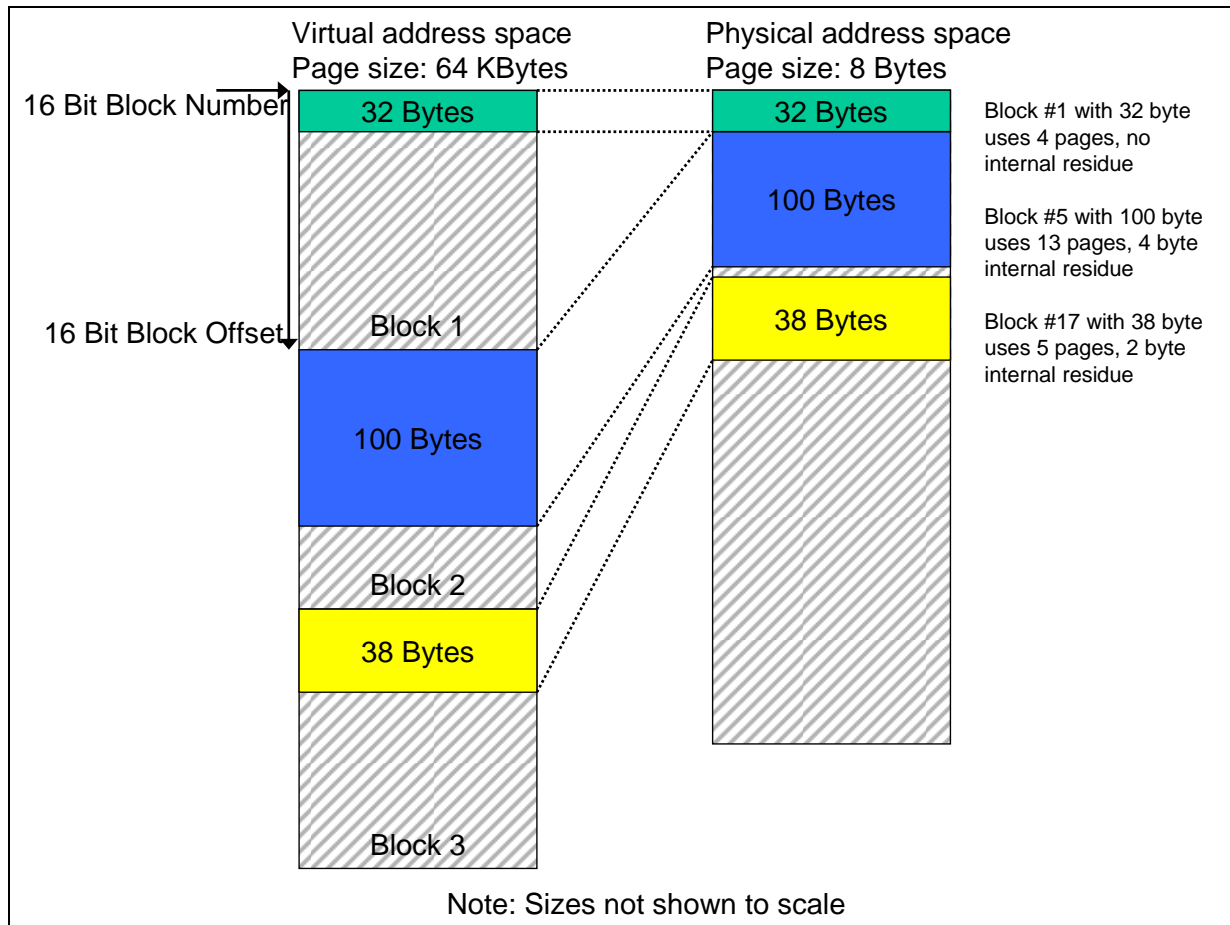 Virtual address space
Page size: 64 KBytes
Physical address space
Page size: 8 Bytes
16 Bit Block Number
32 Bytes
Block 1
16 Bit Block Offset
100 Bytes
Block 2
38 Bytes
Block 3
32 Bytes
100 Bytes
38 Bytes
Block #1 with 32 byte
uses 4 pages, no
internal residue
Block #5 with 100 byte
uses 13 pages, 4 byte
internal residue
Block #17 with 38 byte
uses 5 pages, 2 byte
internal residue
Note: Sizes not shown to scale